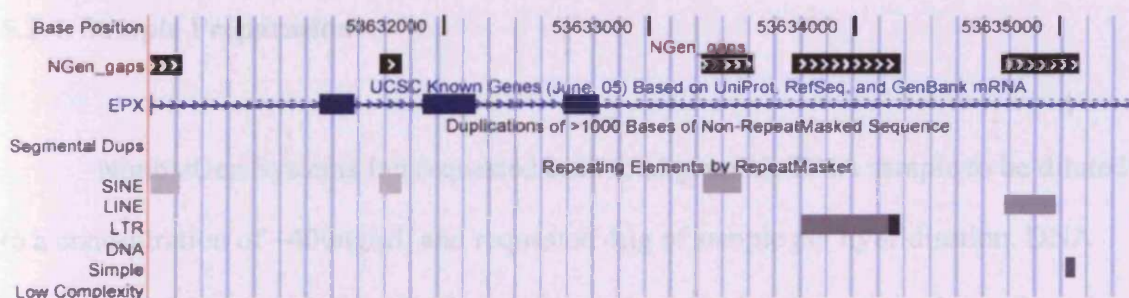 Base Position 53632000 53633000 53634000 53635000
NGen_gaps
NGen_gaps
UCSC Known Genes (June, 05) Based on UniProt, RefSeq, and GenBank mRNA
EPX
Duplications of >1000 Bases of Non-RepeatMasked Sequence
Segmental Dups
Repeating Elements by RepeatMasker
SINE
LINE
LTR
DNA
Simple
Low Complexity